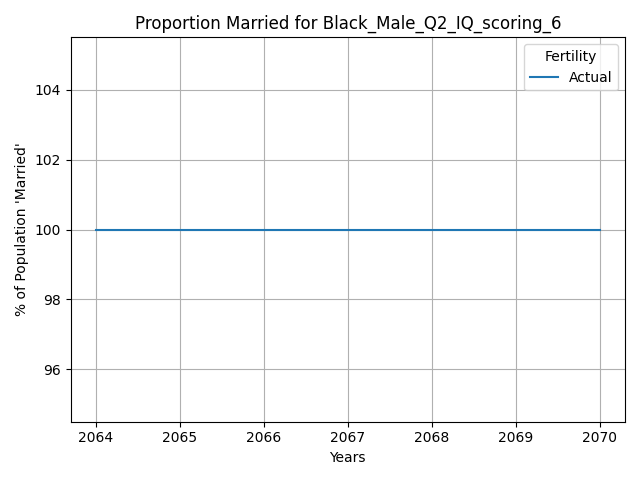 Proportion Married for Black_Male_Q2_IQ_scoring_6
Fertility
Actual
% of Population 'Married'
104
102
100
98
96
2064 2065 2066 2067 2068 2069 2070
Years